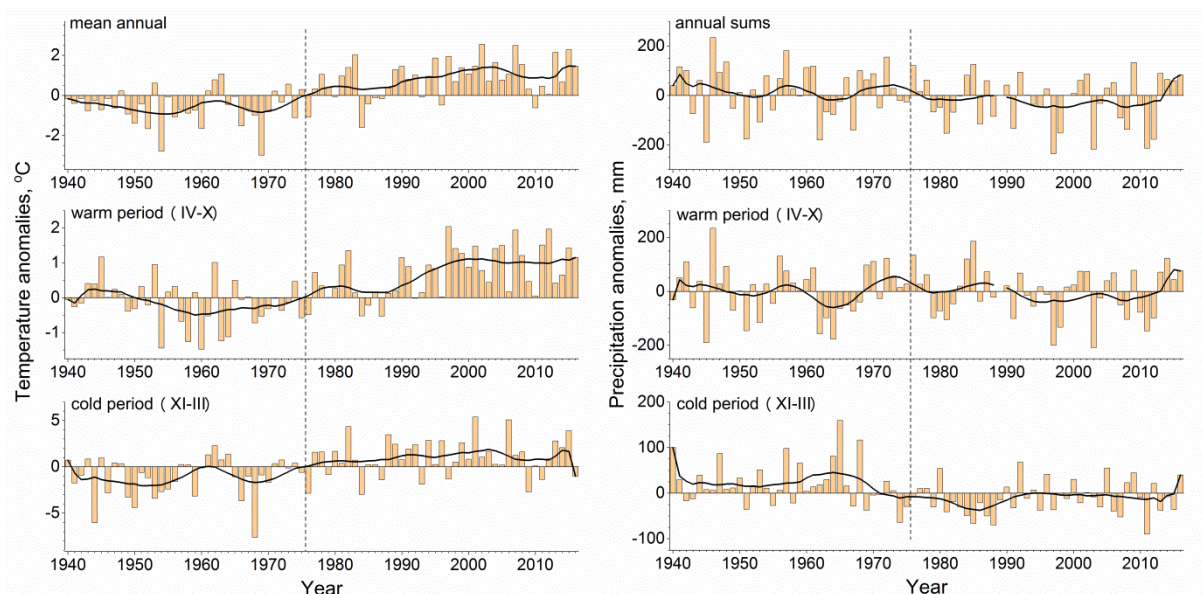 mean annual
2
0
-2
1940 1950 1960 1970 1980 1990 2000 2010
warm period (IV-X)
2
1
0
-1
1940 1950 1960 1970 1980 1990 2000 2010
cold period (XI-III)
5
0
-5
1940 1950 1960 1970 1980 1990 2000 2010
Temperature anomalies, °C
Year
annual sums
200
0
-200
1940 1950 1960 1970 1980 1990 2000 2010
warm period (IV-X)
200
0
-200
1940 1950 1960 1970 1980 1990 2000 2010
cold period (XI-III)
200
100
0
-100
1940 1950 1960 1970 1980 1990 2000 2010
Precipitation anomalies, mm
Year